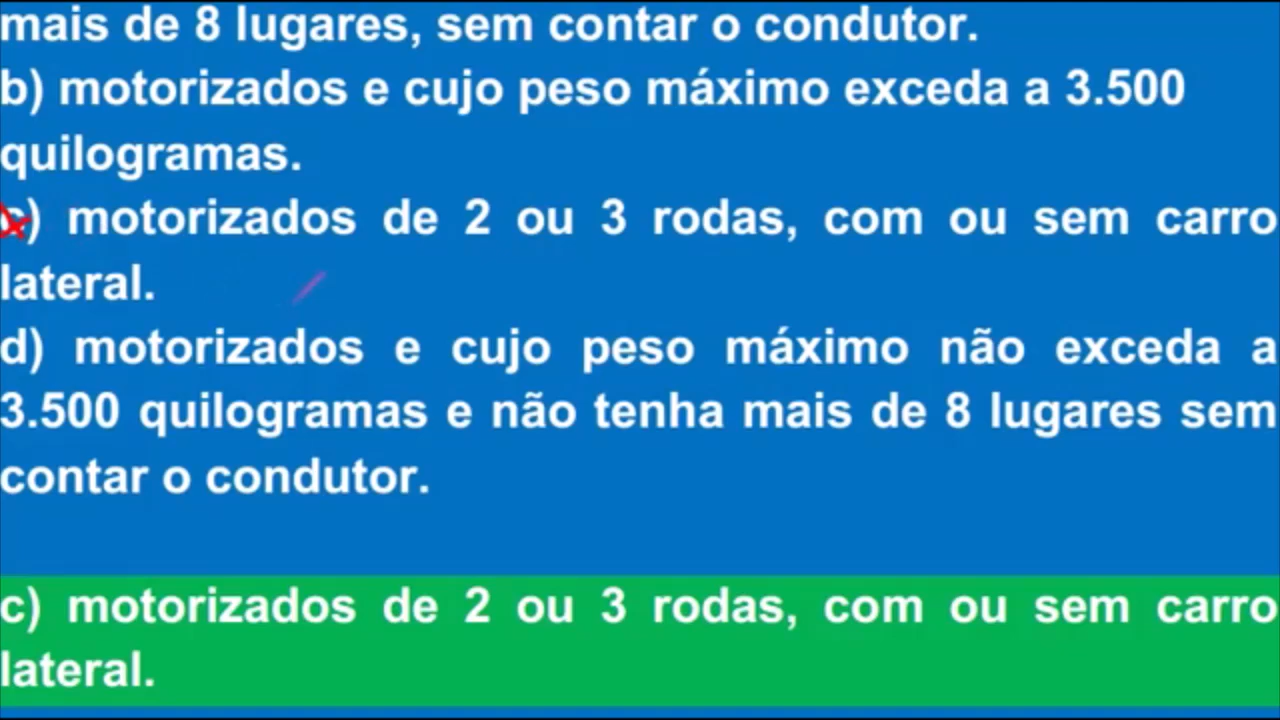 mais de 8 lugares, sem contar o condutor.
b) motorizados e cujo peso máximo exceda a 3.500
quilogramas.
c) motorizados de 2 ou 3 rodas, com ou sem carro
lateral.
d) motorizados e cujo peso máximo não exceda a
3.500 quilogramas e não tenha mais de 8 lugares sem
contar o condutor.
c) motorizados de 2 ou 3 rodas, com ou sem carro
lateral.